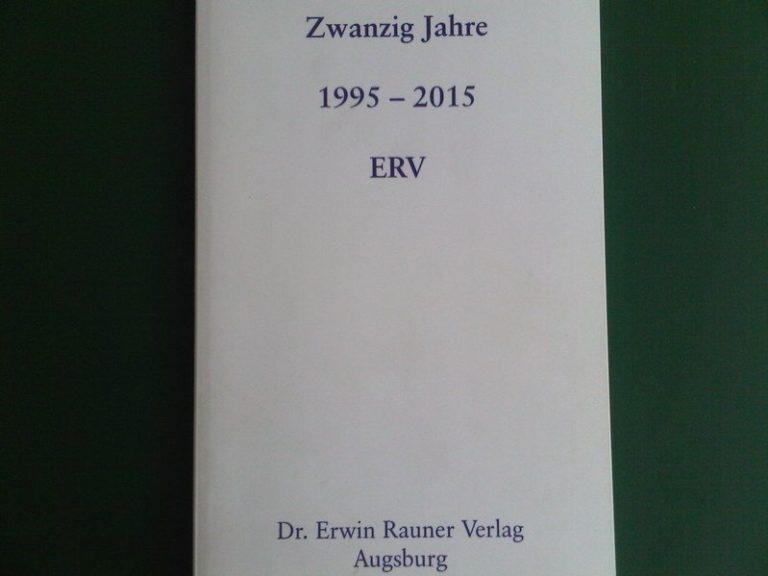 Zwanzig Jahre
1995 – 2015
ERV
Dr. Erwin Rauner Verlag
Augsburg